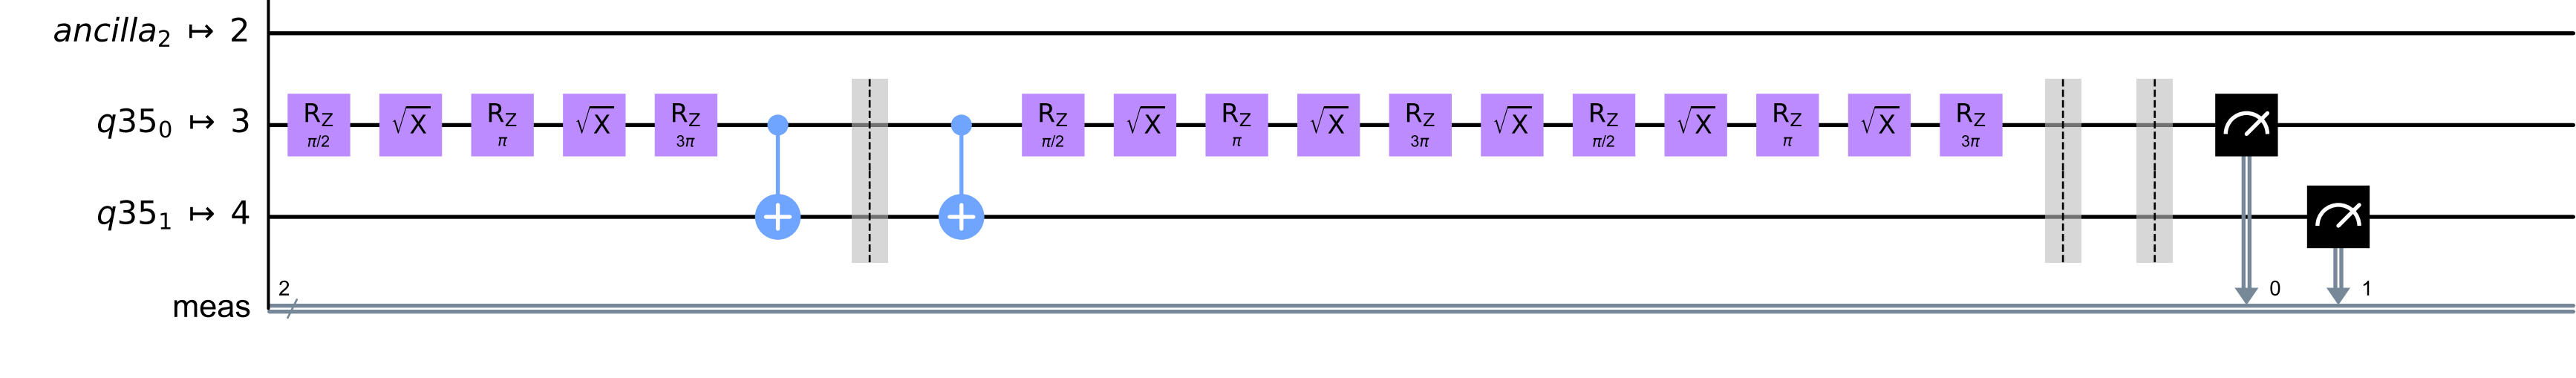 ancilla₂ ↦ 2
q35₀ ↦ 3 R_Z π/2 √X R_Z π √X R_Z 3π R_Z π/2 √X R_Z π √X R_Z 3π √X R_Z π/2 √X R_Z π √X R_Z 3π
q35₁ ↦ 4
meas 2 0 1